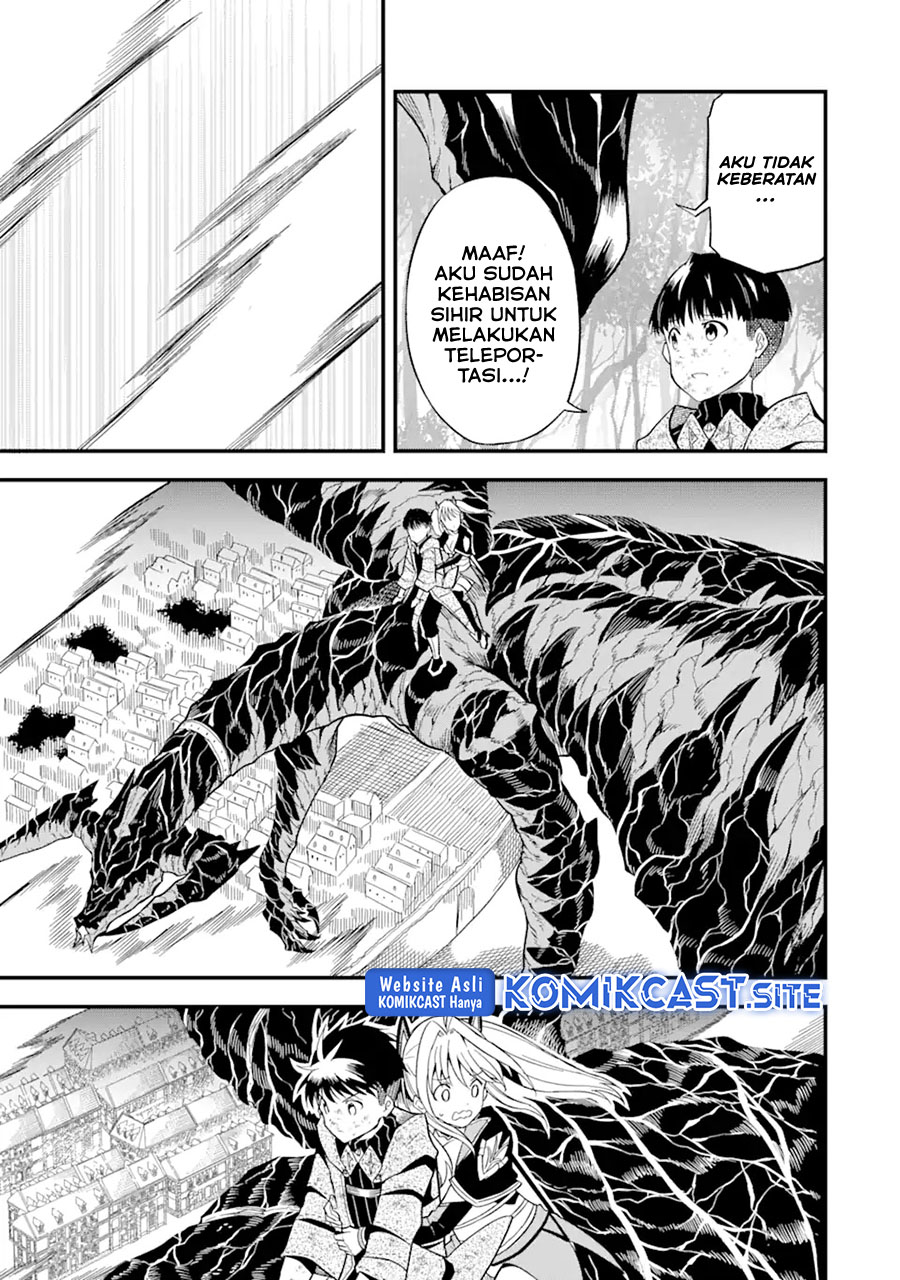 AKU TIDAK
KEBERATAN
...
MAAF!
AKU SUDAH
KEHABISAN
SIHIR UNTUK
MELAKUKAN
TELEPOR-
TASI...!
Website Asli
KOMIKCAST Hanya
KOMIKCAST.SITE